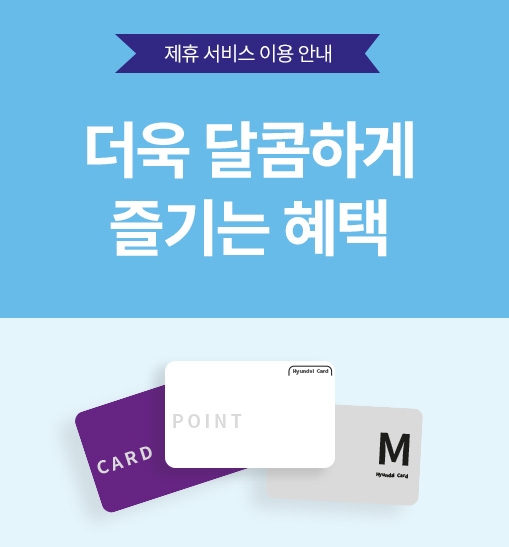 제휴 서비스 이용 안내
더욱 달콤하게
즐기는 혜택
Hyundai Card
POINT
CARD
M
Hyundai Card